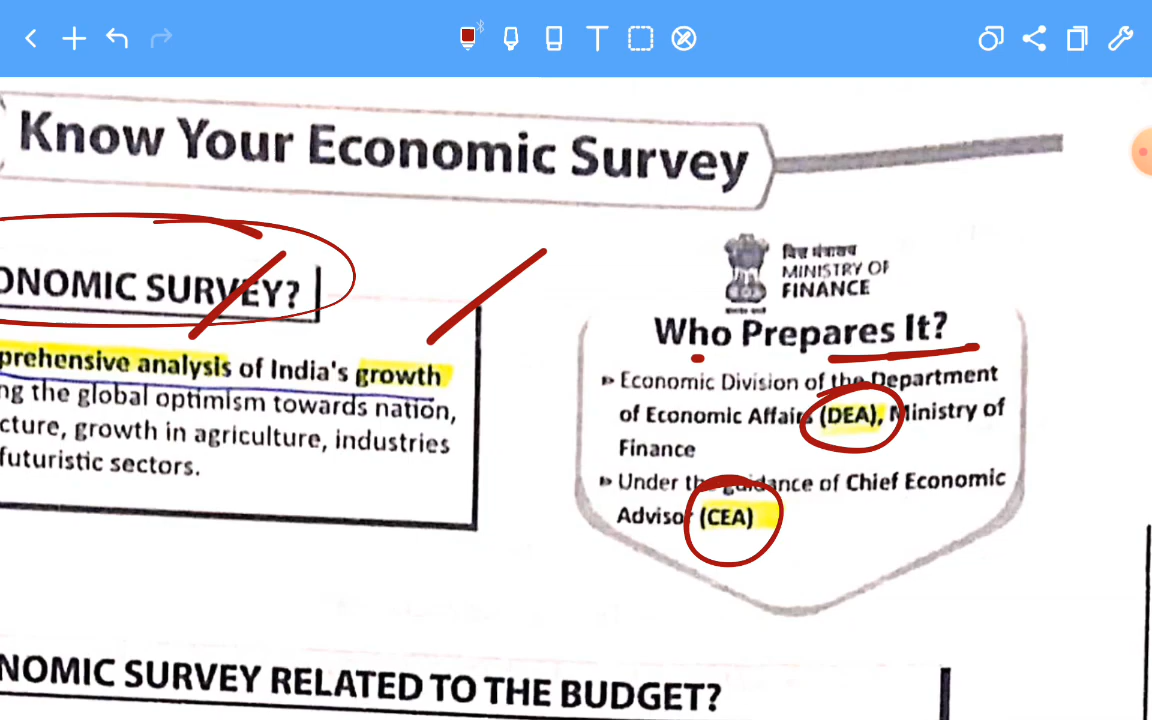 Know Your Economic Survey
ONOMIC SURVEY?
prehensive analysis of India's growth
ng the global optimism towards nation,
cture, growth in agriculture, industries
futuristic sectors.
वित्त मंत्रालय
MINISTRY OF
FINANCE
Who Prepares It?
Economic Division of the Department
of Economic Affairs (DEA), Ministry of
Finance
Under the guidance of Chief Economic
Advisor (CEA)
NOMIC SURVEY RELATED TO THE BUDGET?